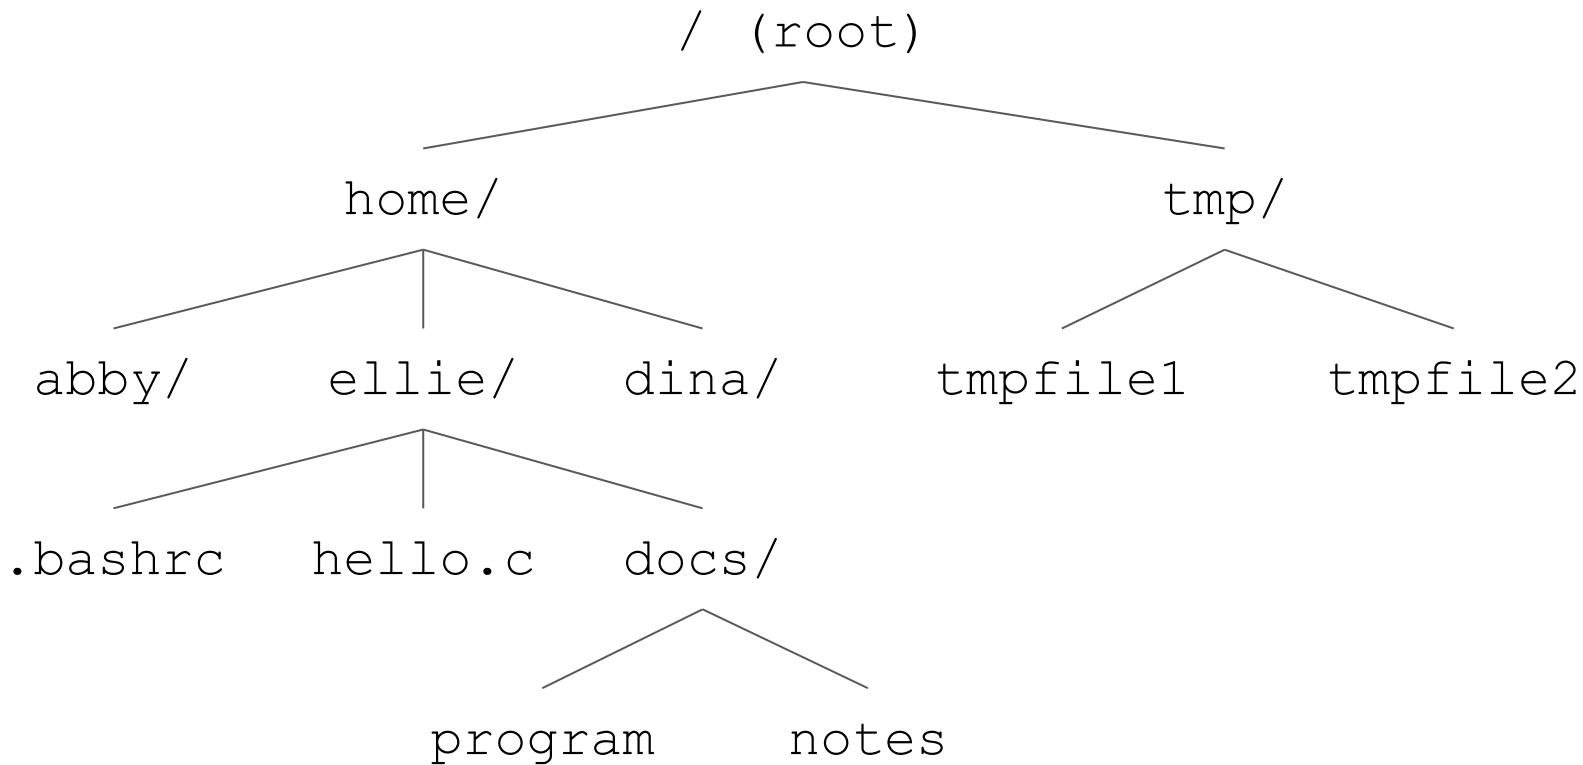 / (root)
home/ tmp/
abby/ ellie/ dina/ tmpfile1 tmpfile2
.bashrc hello.c docs/
program notes